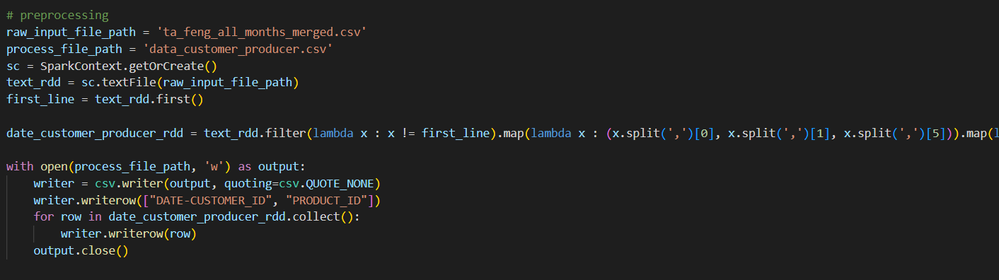 # preprocessing
raw_input_file_path = 'ta_feng_all_months_merged.csv'
process_file_path = 'data_customer_producer.csv'
sc = SparkContext.getOrCreate()
text_rdd = sc.textFile(raw_input_file_path)
first_line = text_rdd.first()
date_customer_producer_rdd = text_rdd.filter(lambda x : x != first_line).map(lambda x : (x.split(',')[0], x.split(',')[1], x.split(',')[5])).map(l
with open(process_file_path, 'w') as output:
    writer = csv.writer(output, quoting=csv.QUOTE_NONE)
    writer.writerow(["DATE-CUSTOMER_ID", "PRODUCT_ID"])
    for row in date_customer_producer_rdd.collect():
        writer.writerow(row)
    output.close()